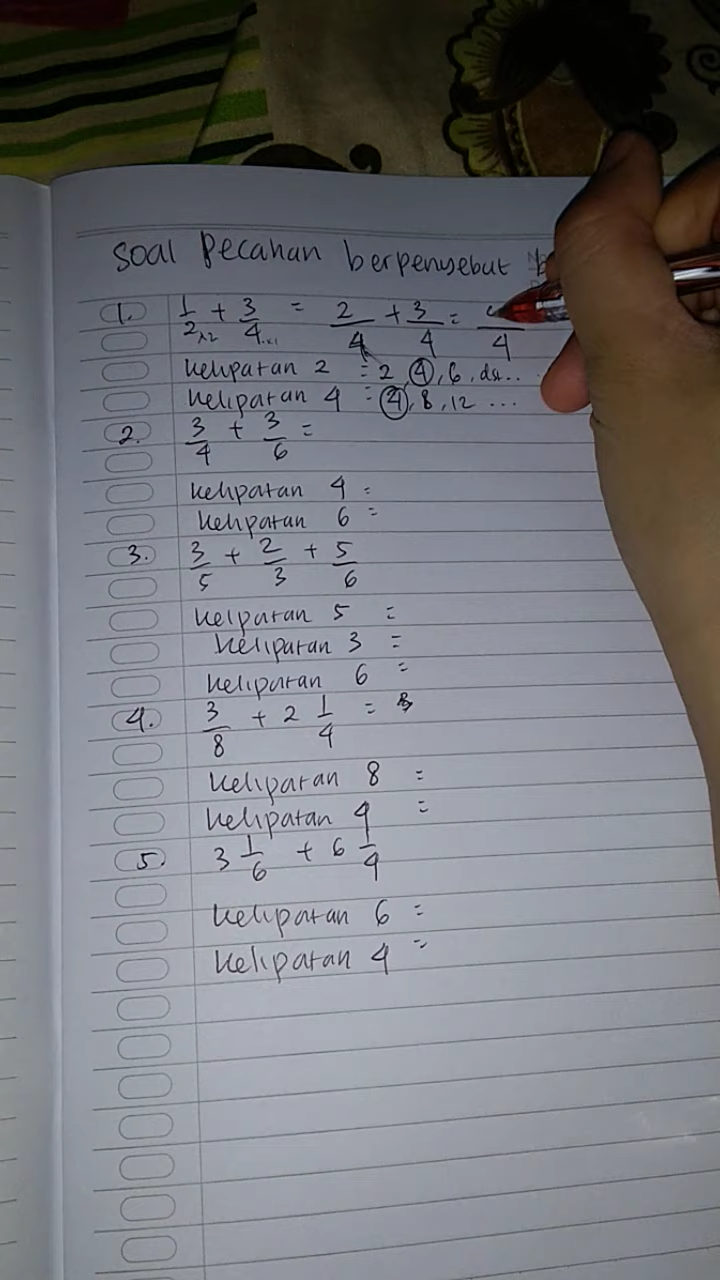 soal Pecahan berpenyebut
1. 1/2 x2 + 3/4 x1 = 2/4 + 3/4 = /4
Kelipatan 2 = 2, 4, 6, dst...
Kelipatan 4 = 4, 8, 12 ...
2. 3/4 + 3/6 =
Kelipatan 4 =
Kelipatan 6 =
3. 3/5 + 2/3 + 5/6
Kelipatan 5 =
Kelipatan 3 =
Kelipatan 6 =
4. 3/8 + 2 1/4 =
Kelipatan 8 =
Kelipatan 4 =
5. 3 1/6 + 6 1/4
Kelipatan 6 =
Kelipatan 4 =